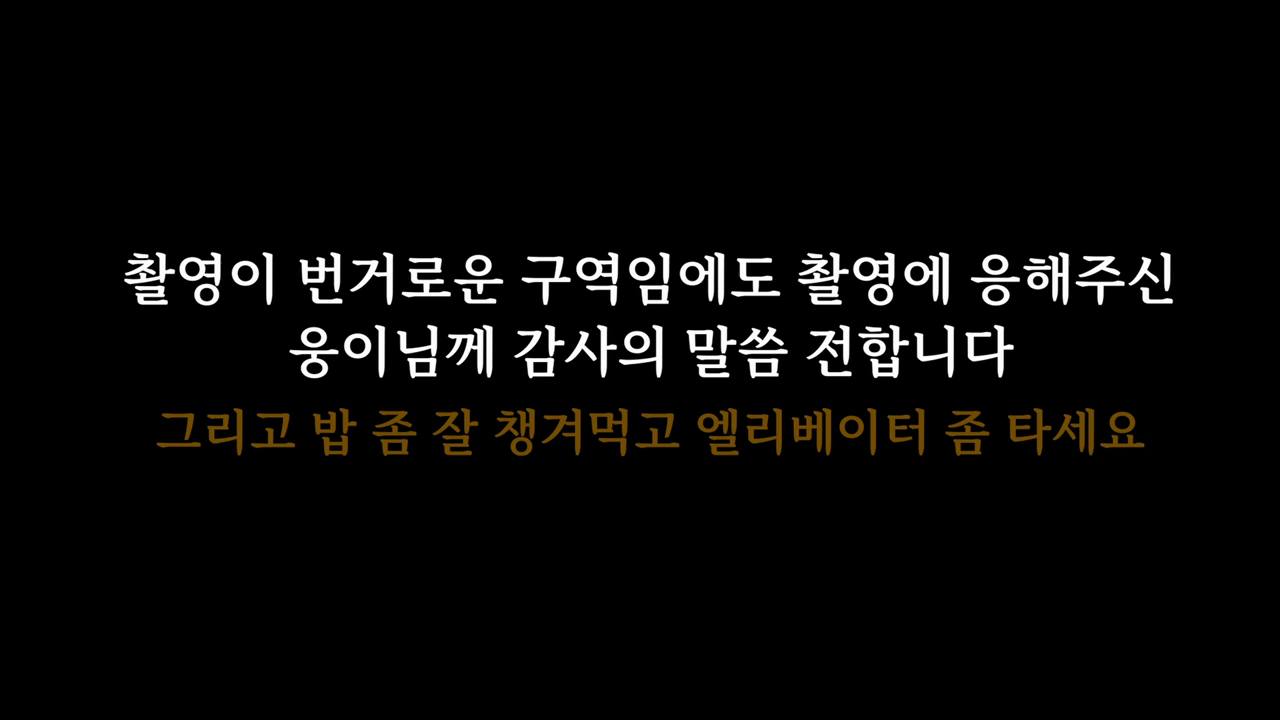 촬영이 번거로운 구역임에도 촬영에 응해주신
웅이님께 감사의 말씀 전합니다
그리고 밥 좀 잘 챙겨먹고 엘리베이터 좀 타세요